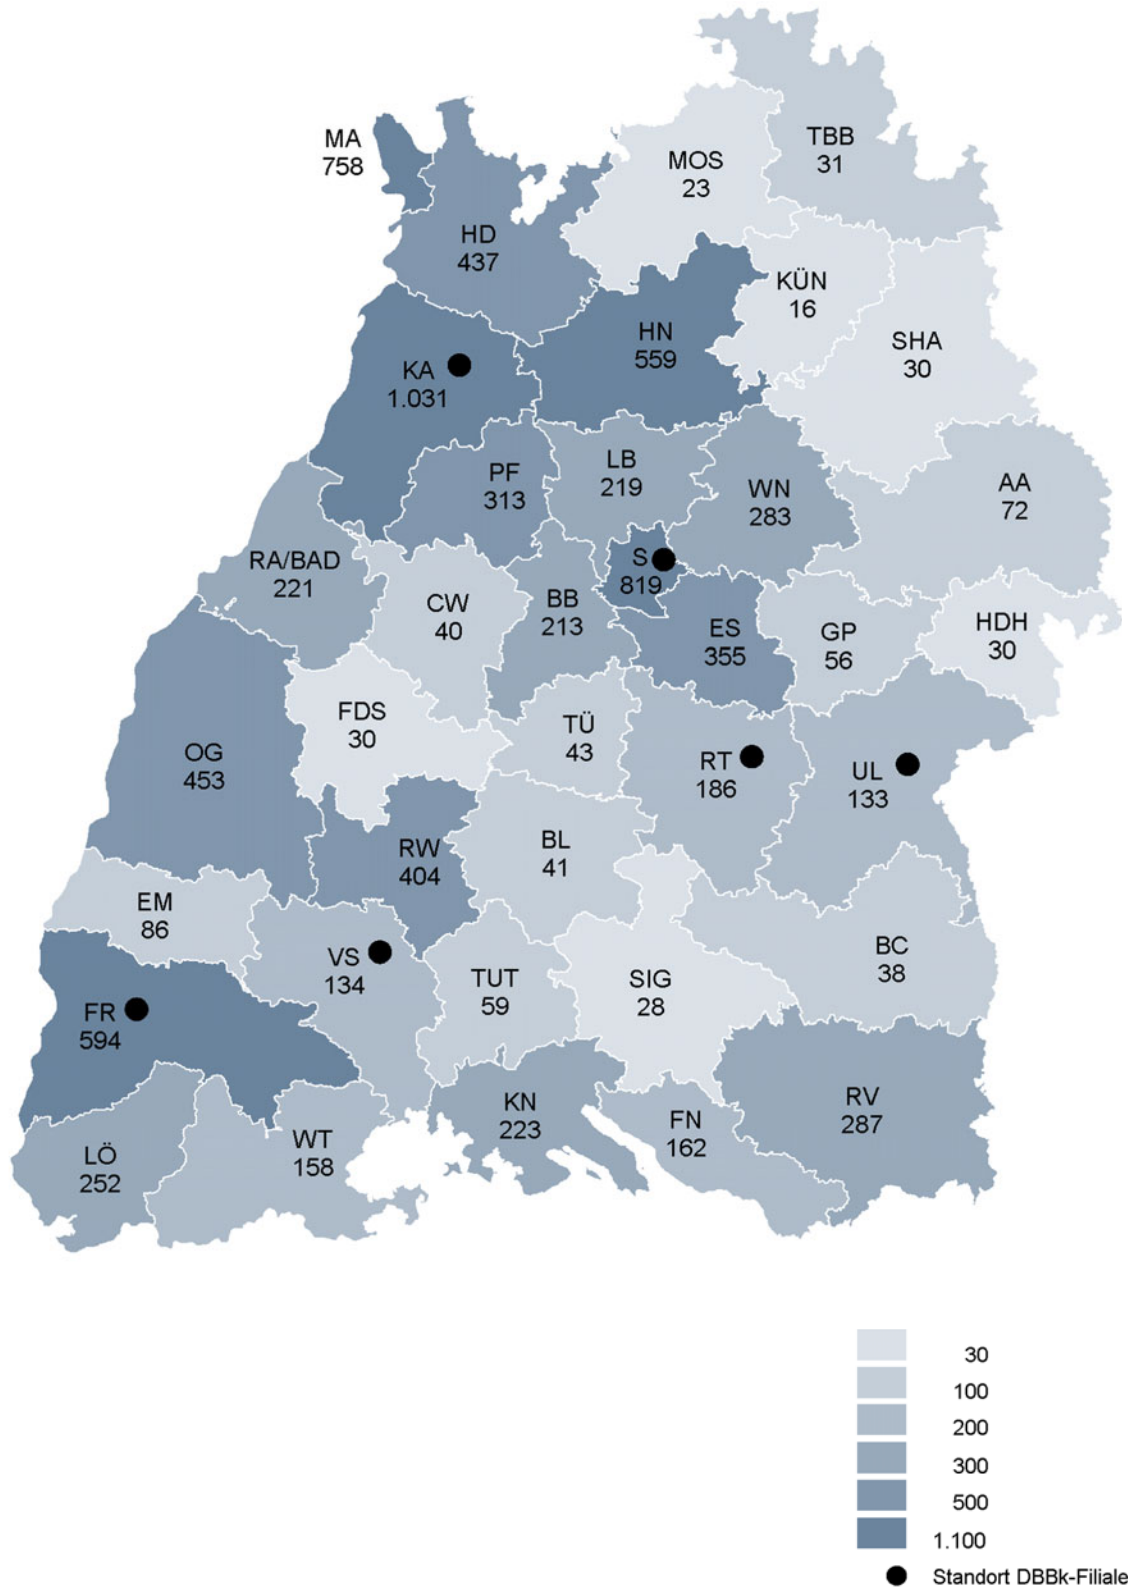 TBB
31
MA
758
MOS
23
HD
437
KÜN
16
HN
559
SHA
30
KA
1.031
LB
219
PF
313
WN
283
AA
72
RA/BAD
221
S
819
CW
40
BB
213
ES
355
GP
56
HDH
30
FDS
30
TÜ
43
OG
453
RT
186
UL
133
RW
404
BL
41
EM
86
VS
134
TUT
59
SIG
28
BC
38
FR
594
KN
223
FN
162
RV
287
LÖ
252
WT
158
30
100
200
300
500
1.100
Standort DBBk-Filiale